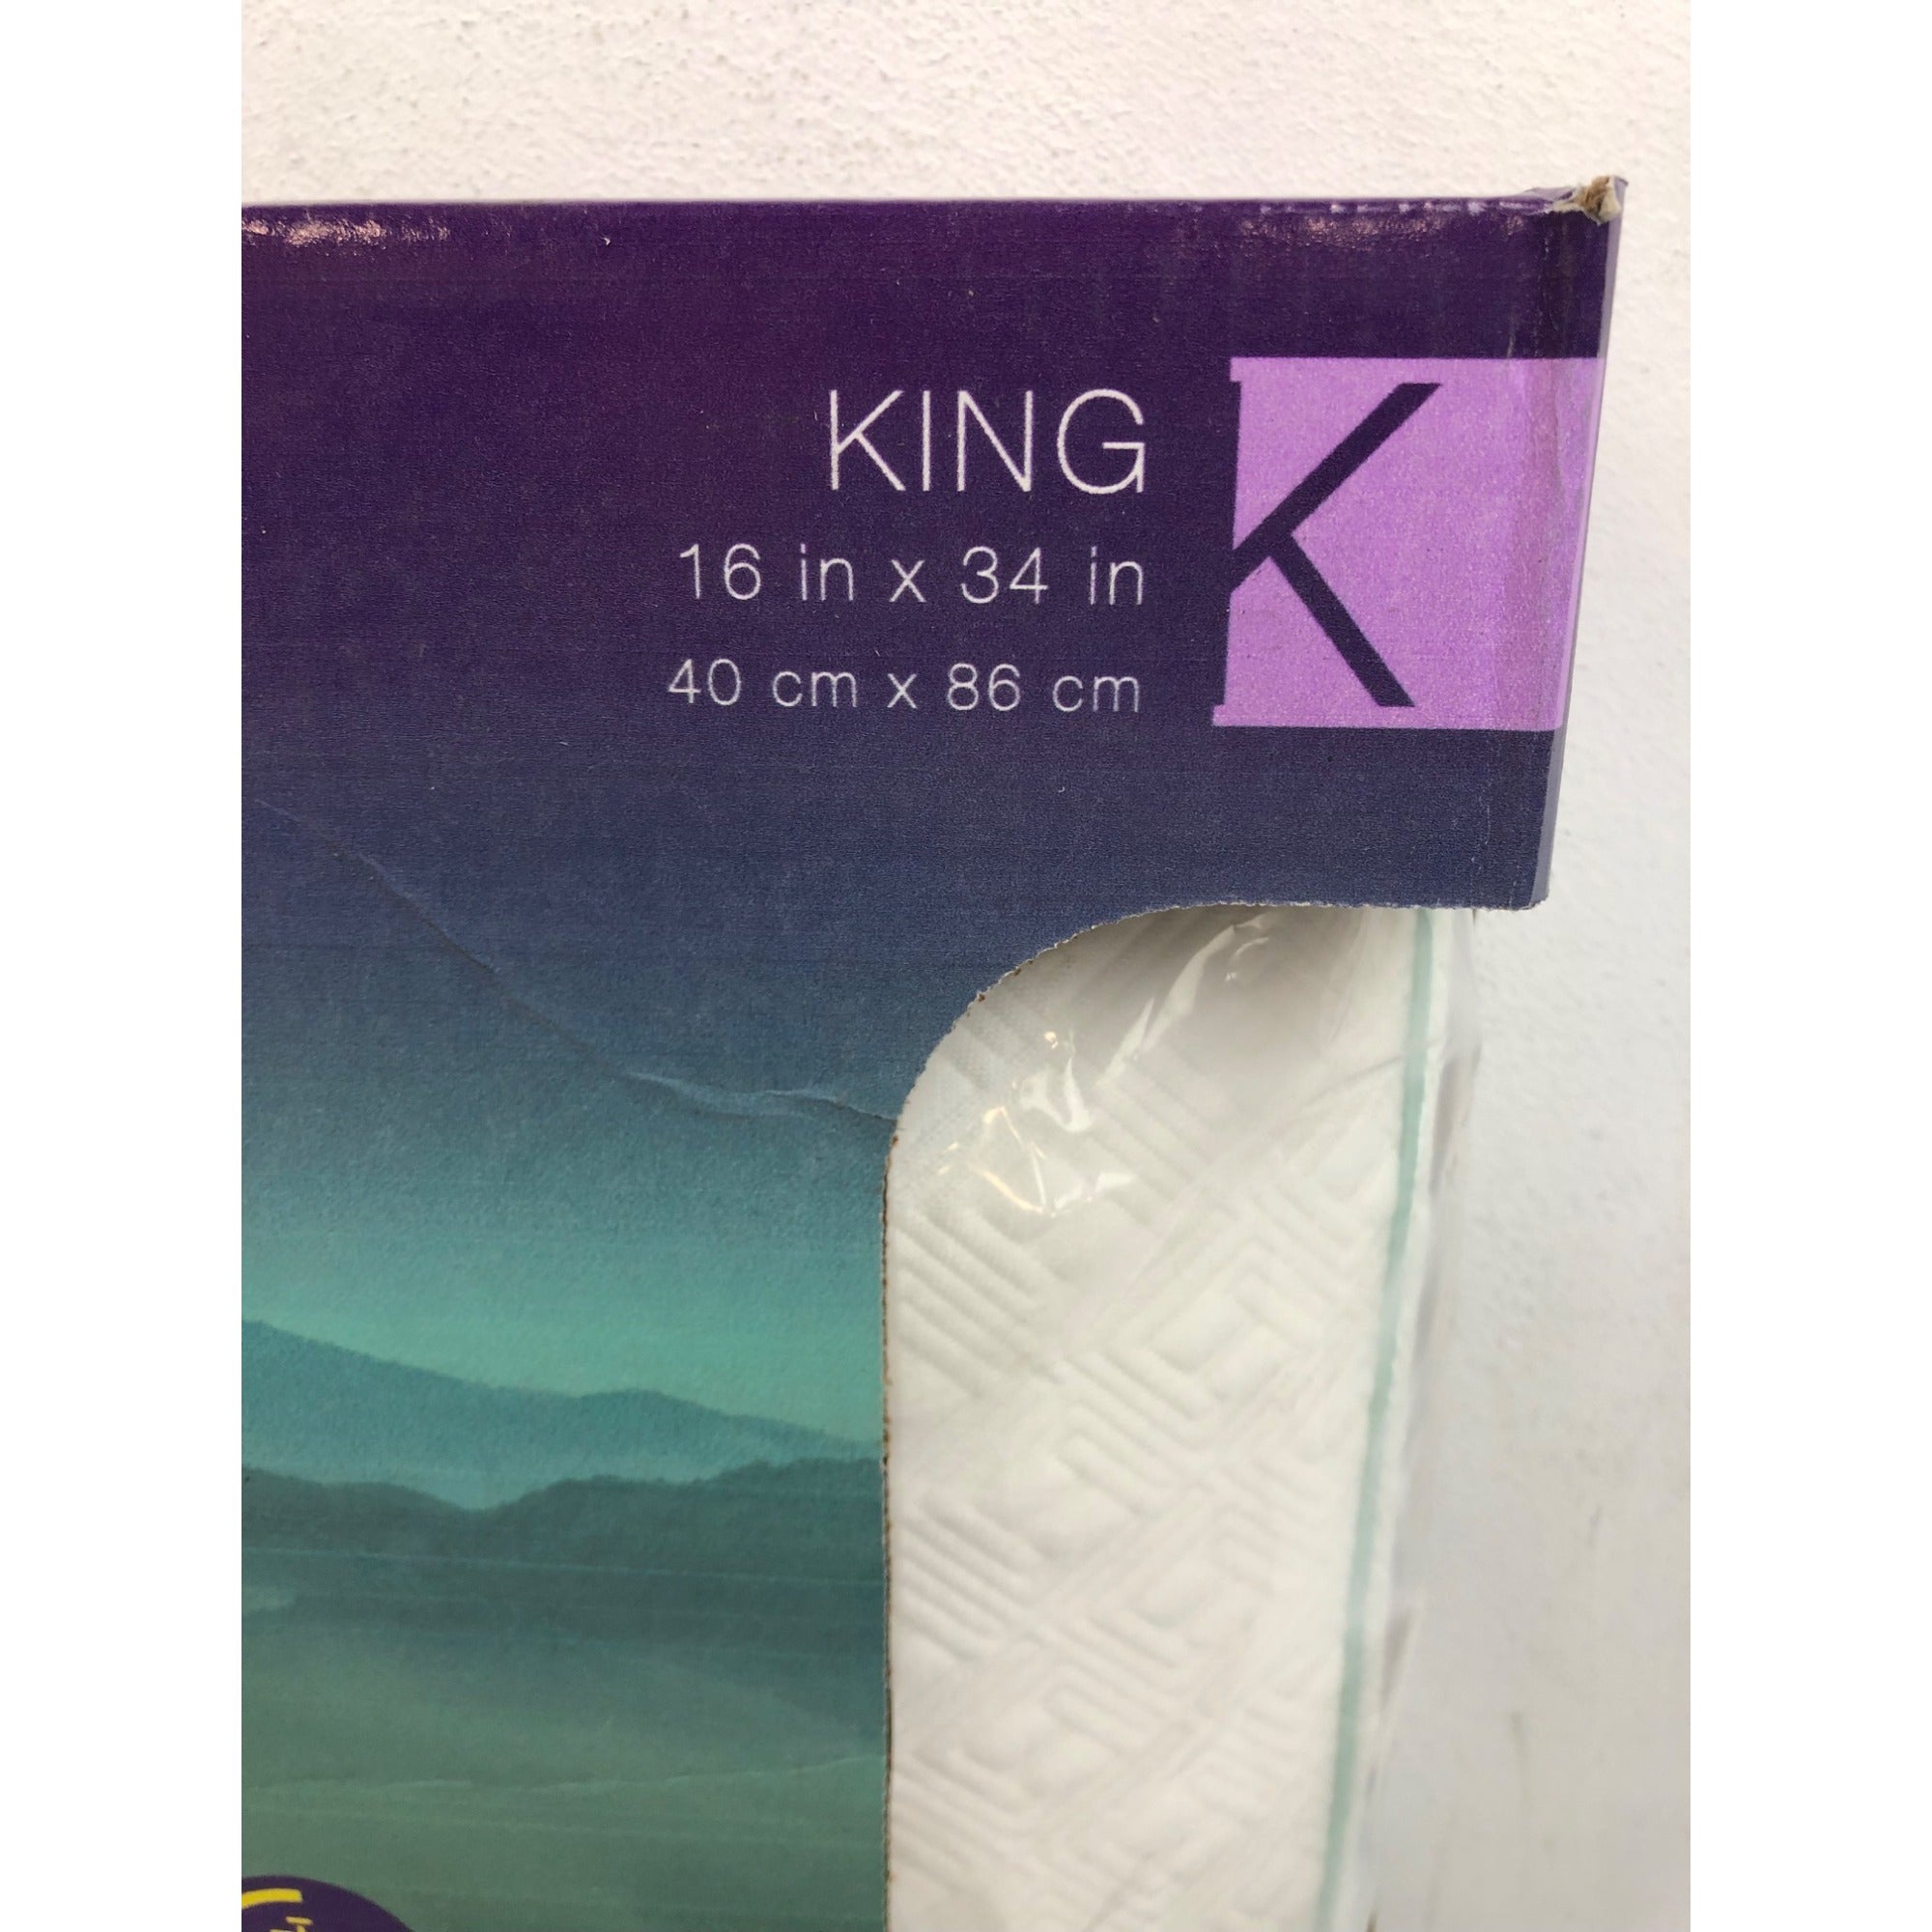 KING
K
16 in x 34 in
40 cm x 86 cm